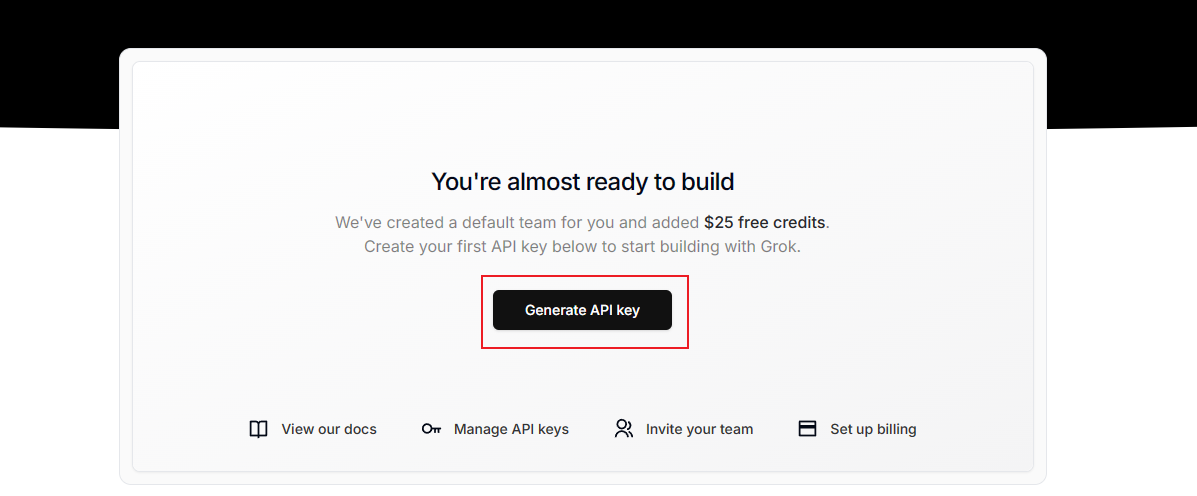 You're almost ready to build
We've created a default team for you and added $25 free credits.
Create your first API key below to start building with Grok.
Generate API key
View our docs
Manage API keys
Invite your team
Set up billing